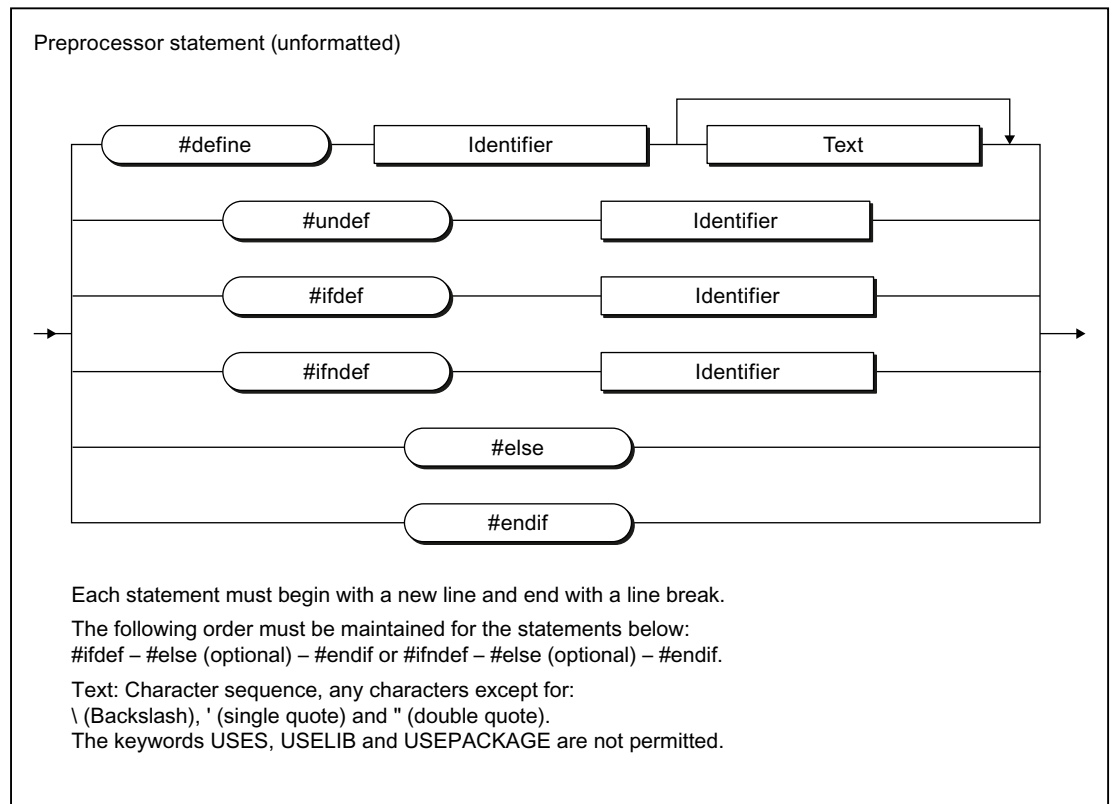 Preprocessor statement (unformatted)
#define Identifier Text
#undef Identifier
#ifdef Identifier
#ifndef Identifier
#else
#endif
Each statement must begin with a new line and end with a line break.
The following order must be maintained for the statements below:
#ifdef – #else (optional) – #endif or #ifndef – #else (optional) – #endif.
Text: Character sequence, any characters except for:
\ (Backslash), ' (single quote) and " (double quote).
The keywords USES, USELIB and USEPACKAGE are not permitted.